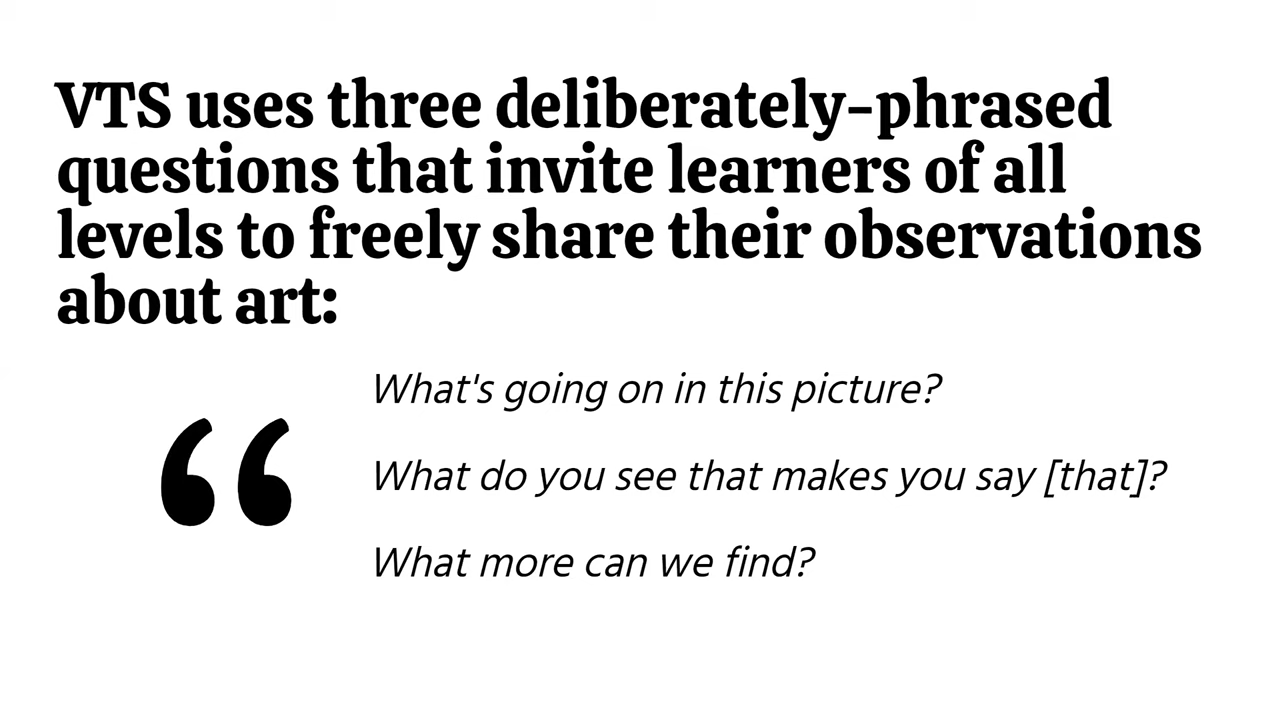 VTS uses three deliberately-phrased
questions that invite learners of all
levels to freely share their observations
about art:
“
What's going on in this picture?
What do you see that makes you say [that]?
What more can we find?